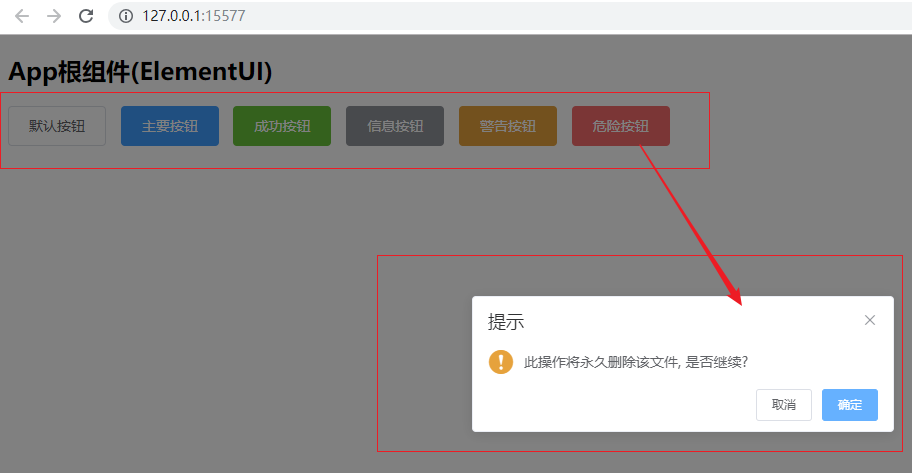 127.0.0.1:15577
App根组件(ElementUI)
默认按钮 主要按钮 成功按钮 信息按钮 警告按钮 危险按钮
提示
此操作将永久删除该文件, 是否继续?
取消 确定